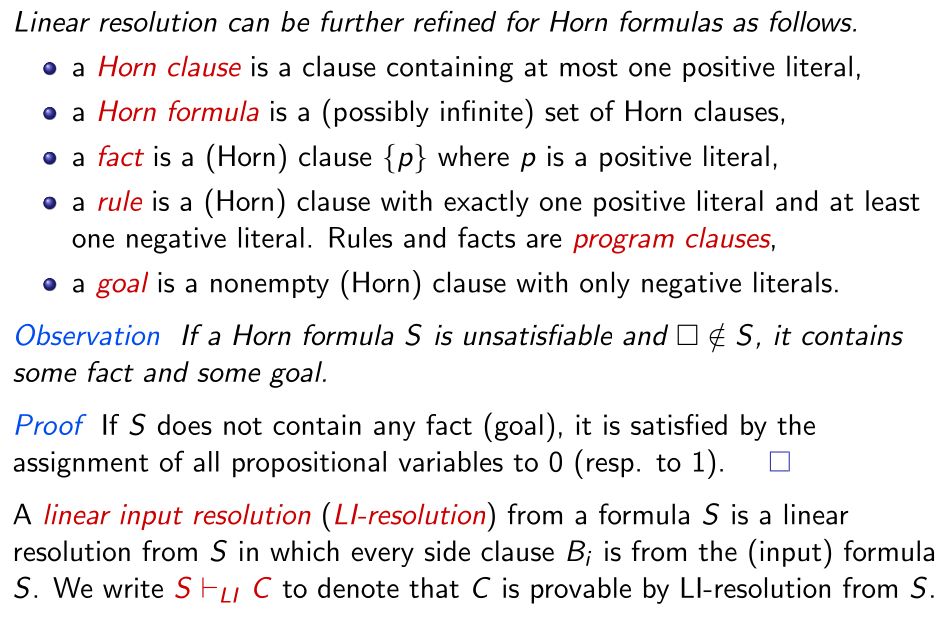 Linear resolution can be further refined for Horn formulas as follows.
a Horn clause is a clause containing at most one positive literal,
a Horn formula is a (possibly infinite) set of Horn clauses,
a fact is a (Horn) clause {p} where p is a positive literal,
a rule is a (Horn) clause with exactly one positive literal and at least
one negative literal. Rules and facts are program clauses,
a goal is a nonempty (Horn) clause with only negative literals.
Observation If a Horn formula S is unsatisfiable and □ ∉ S, it contains
some fact and some goal.
Proof If S does not contain any fact (goal), it is satisfied by the
assignment of all propositional variables to 0 (resp. to 1). □
A linear input resolution (LI-resolution) from a formula S is a linear
resolution from S in which every side clause B_i is from the (input) formula
S. We write S ⊢_LI C to denote that C is provable by LI-resolution from S.